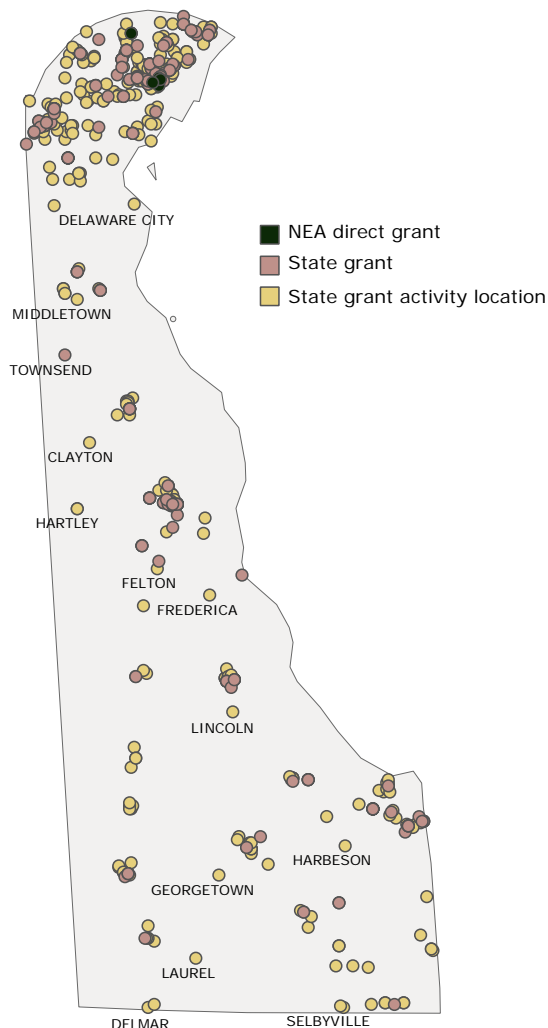 DELAWARE CITY
NEA direct grant
State grant
State grant activity location
MIDDLETOWN
TOWNSEND
CLAYTON
HARTLEY
FELTON
FREDERICA
LINCOLN
HARBESON
GEORGETOWN
LAUREL
DELMAR
SELBYVILLE